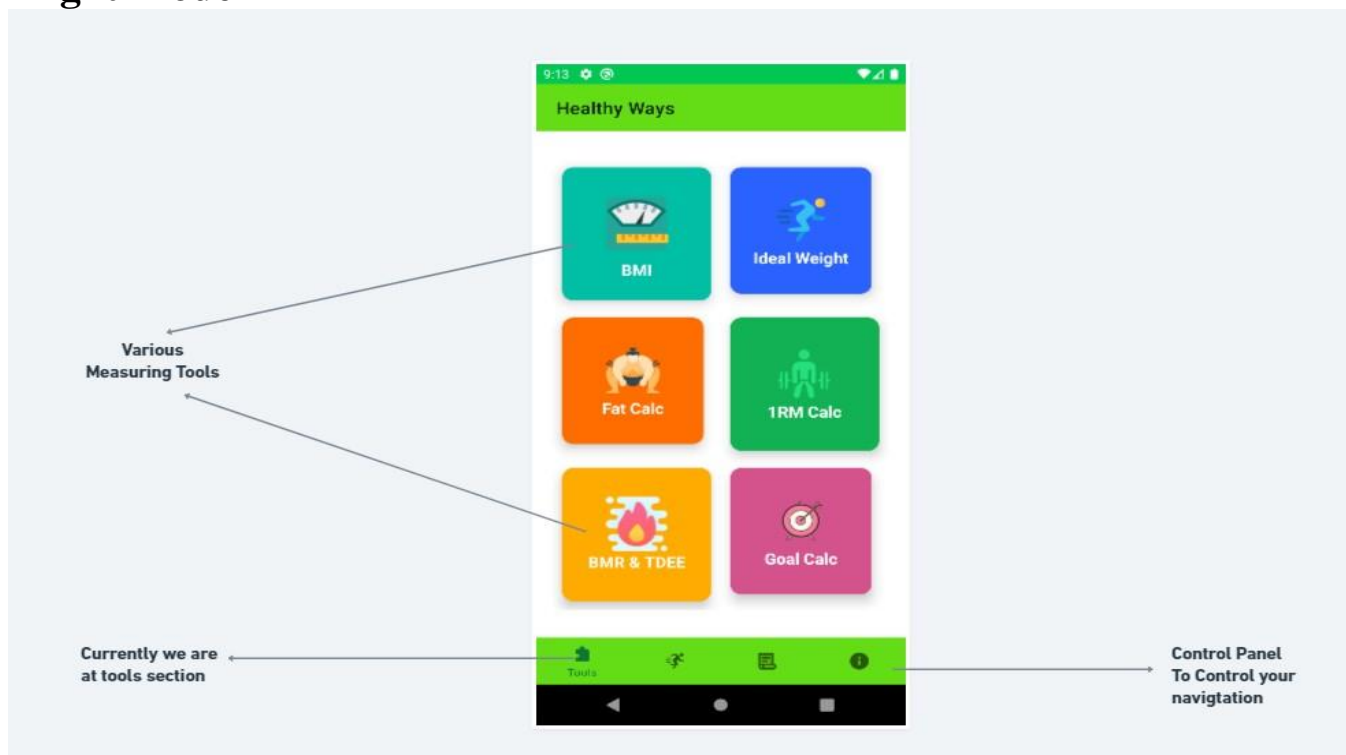 9:13
Healthy Ways
BMI
Ideal Weight
Various
Measuring Tools
Fat Calc
1RM Calc
BMR & TDEE
Goal Calc
Currently we are
at tools section
Tools
Control Panel
To Control your
navigtation